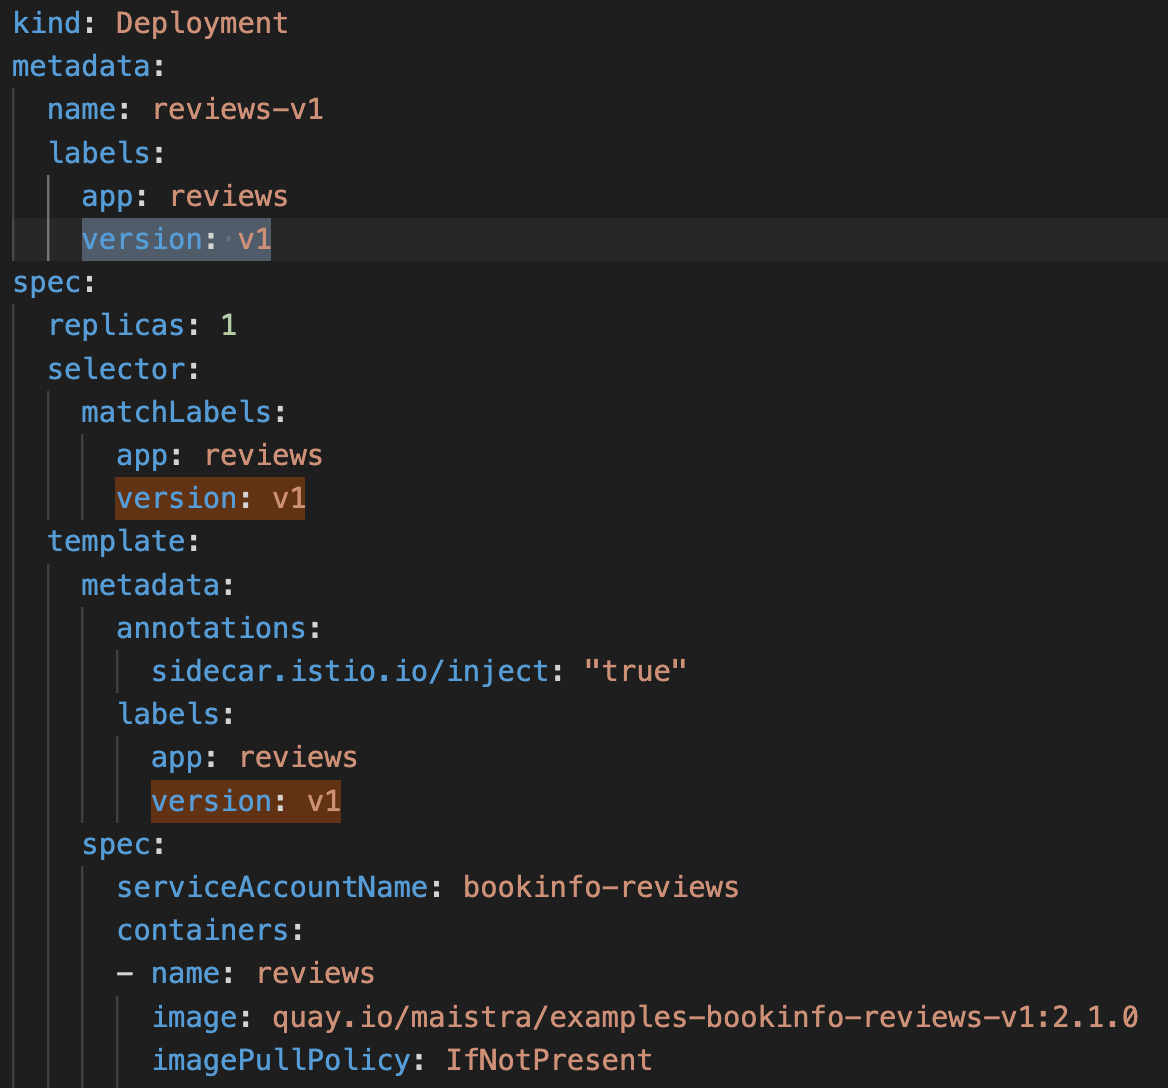 kind: Deployment
metadata:
  name: reviews-v1
  labels:
    app: reviews
    version: v1
spec:
  replicas: 1
  selector:
    matchLabels:
      app: reviews
      version: v1
  template:
    metadata:
      annotations:
        sidecar.istio.io/inject: "true"
      labels:
        app: reviews
        version: v1
    spec:
      serviceAccountName: bookinfo-reviews
      containers:
      - name: reviews
        image: quay.io/maistra/examples-bookinfo-reviews-v1:2.1.0
        imagePullPolicy: IfNotPresent